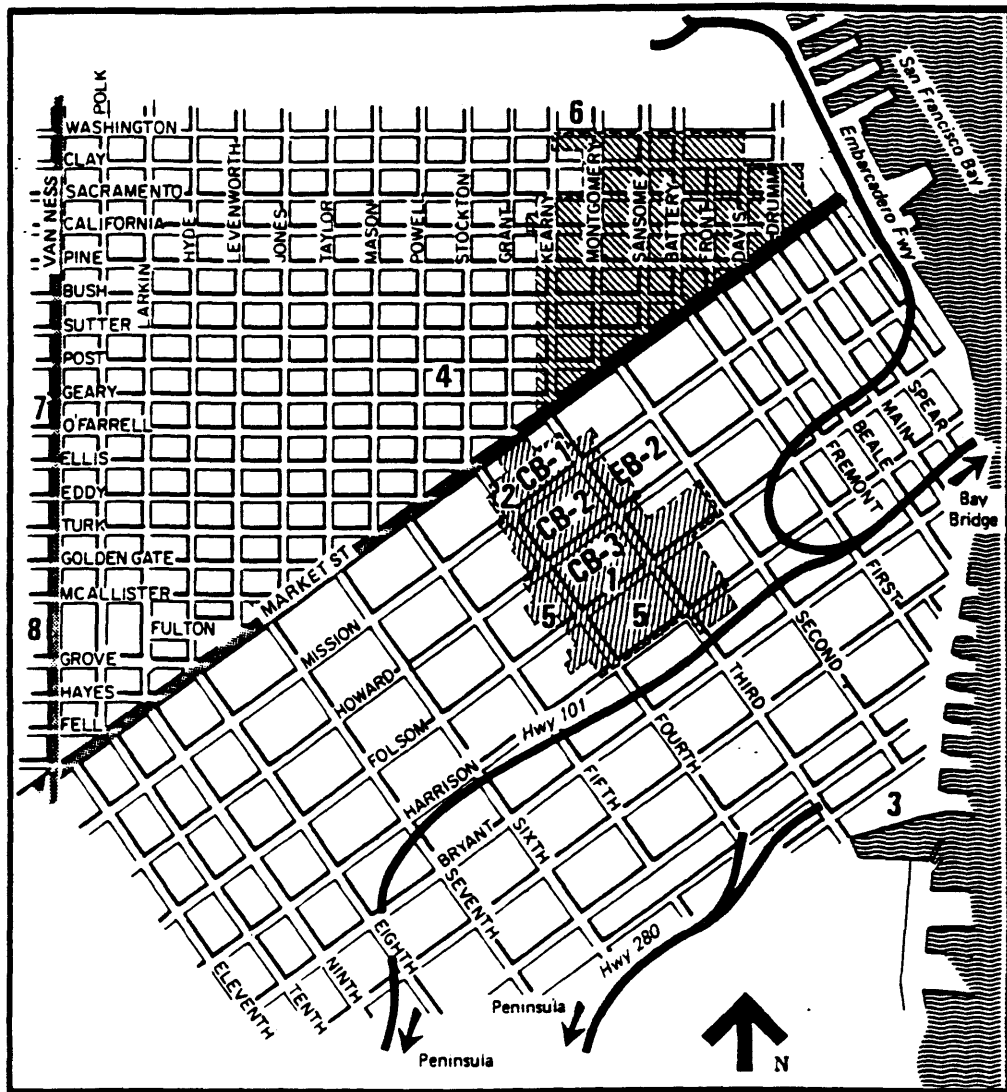 POLK
WASHINGTON
CLAY
SACRAMENTO
CALIFORNIA
PINE
BUSH
SUTTER
POST
GEARY
O'FARRELL
ELLIS
EDDY
TURK
GOLDEN GATE
MCALLISTER
FULTON
GROVE
HAYES
FELL
VAN NESS
LARKIN
HYDE
LEVENWORTH
JONES
TAYLOR
MASON
POWELL
STOCKTON
GRANT
KEARNY
MONTGOMERY
SANSOME
BATTERY
FRONT
DAVIS
DRUMM
6
4
7
8
San Francisco Bay
Embarcadero Fwy
SPEAR
MAIN
BEALE
FREMONT
Bay
Bridge
CB-1
EB-2
2
CB-2
CB-3
1
5
5
MARKET ST
MISSION
HOWARD
FOLSOM
HARRISON
BRYANT
Hwy 101
FIRST
SECOND
THIRD
FOURTH
FIFTH
SIXTH
SEVENTH
EIGHTH
NINTH
TENTH
ELEVENTH
3
Hwy 280
Peninsula
Peninsula
N